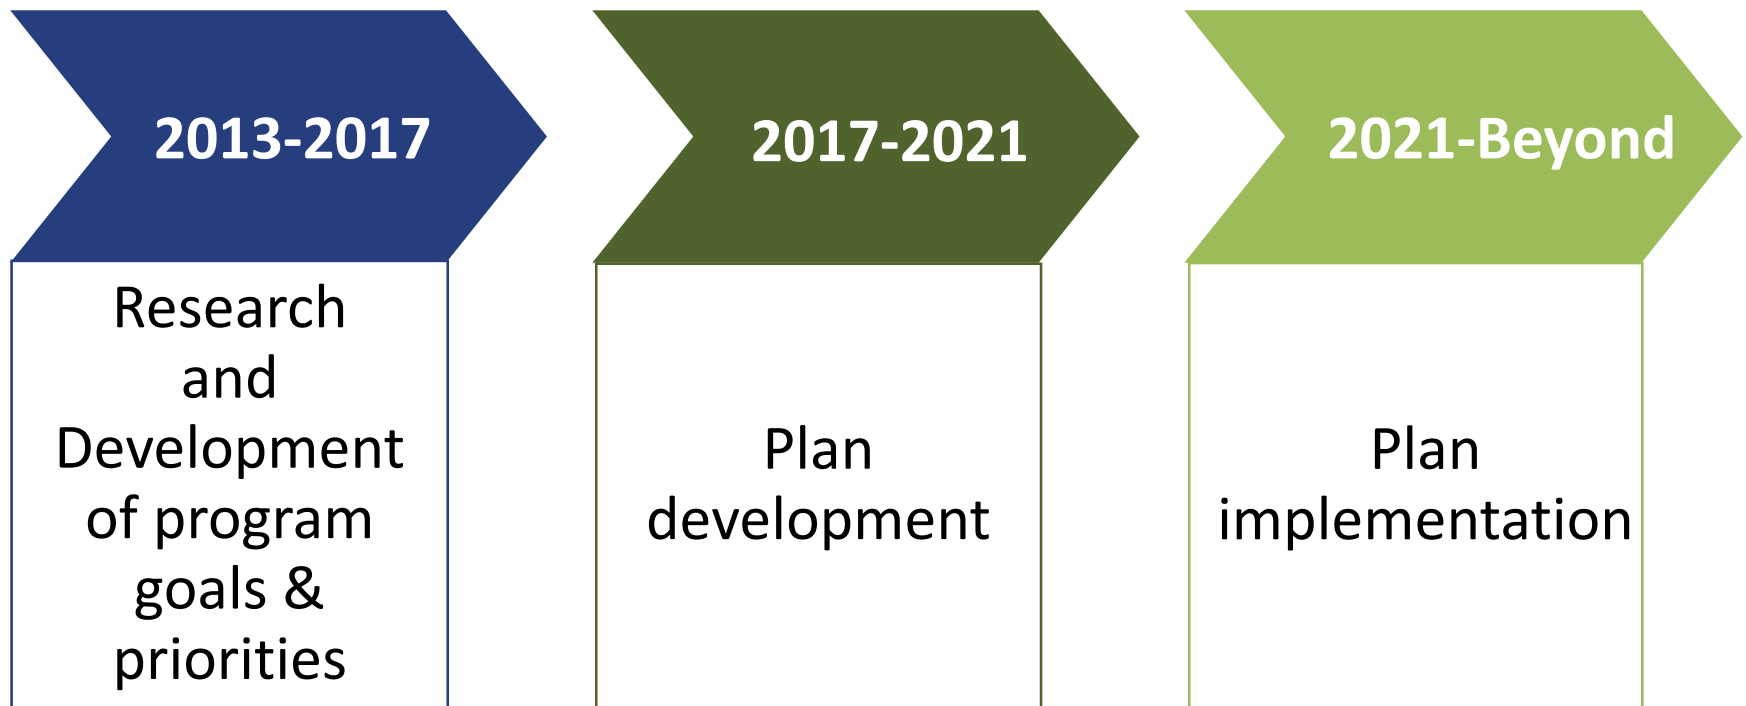 2013-2017
Research
and
Development
of program
goals &
priorities
2017-2021
Plan
development
2021-Beyond
Plan
implementation